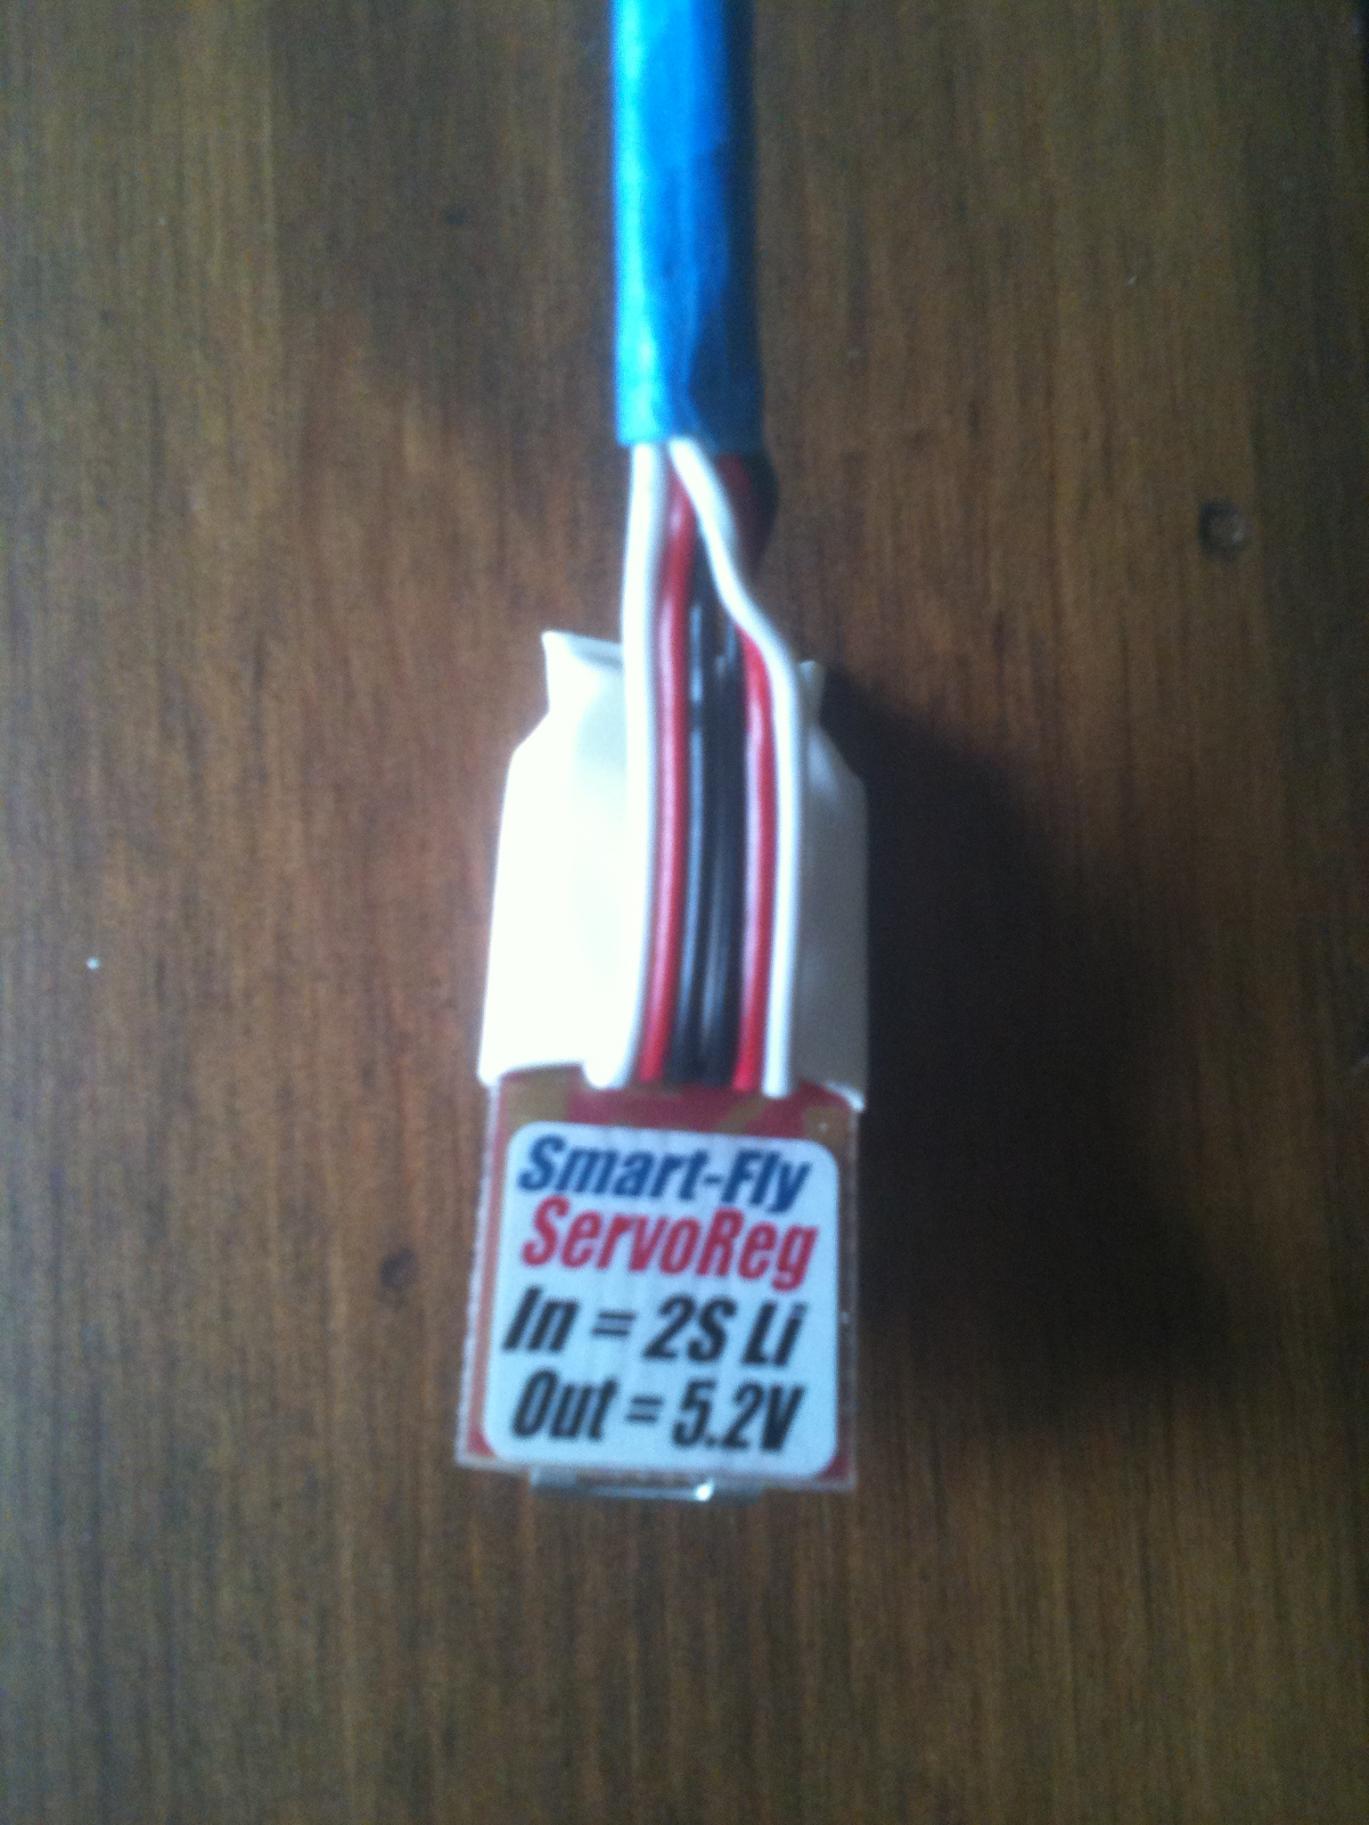 Smart-Fly
ServoReg
In = 2S Li
Out = 5.2V